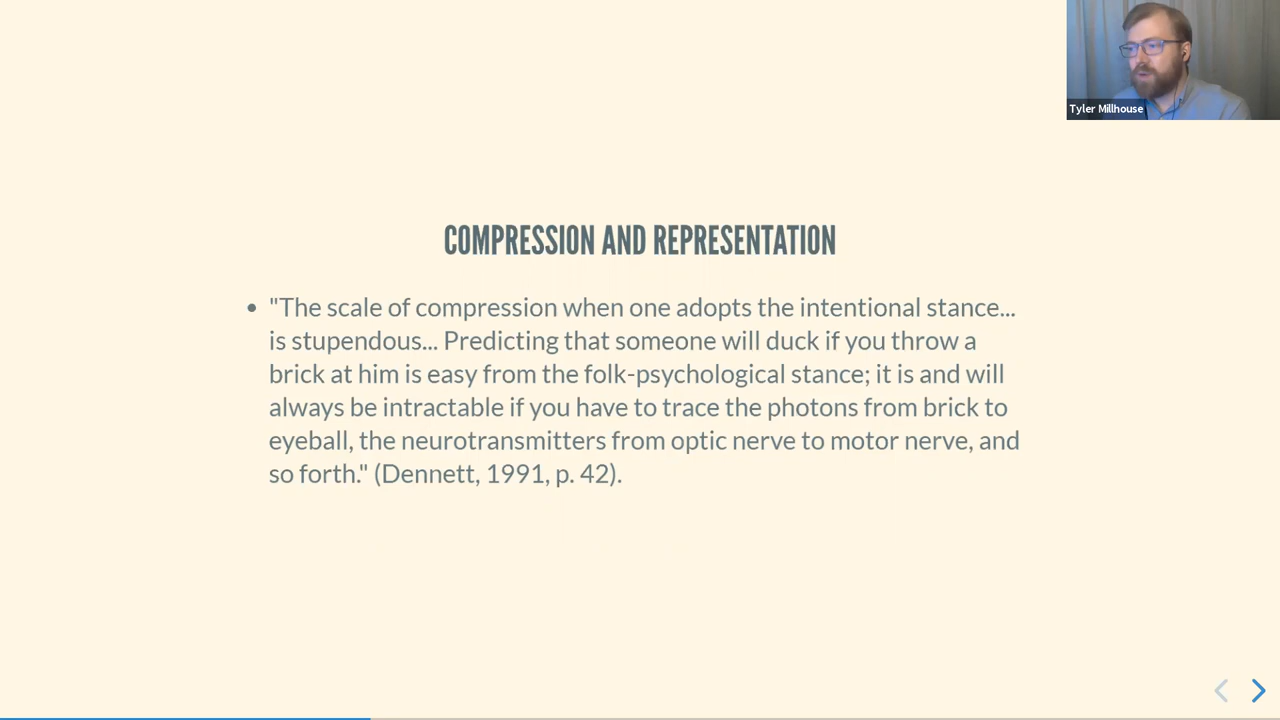 Tyler Millhouse
COMPRESSION AND REPRESENTATION
• "The scale of compression when one adopts the intentional stance...
is stupendous... Predicting that someone will duck if you throw a
brick at him is easy from the folk-psychological stance; it is and will
always be intractable if you have to trace the photons from brick to
eyeball, the neurotransmitters from optic nerve to motor nerve, and
so forth." (Dennett, 1991, p. 42).